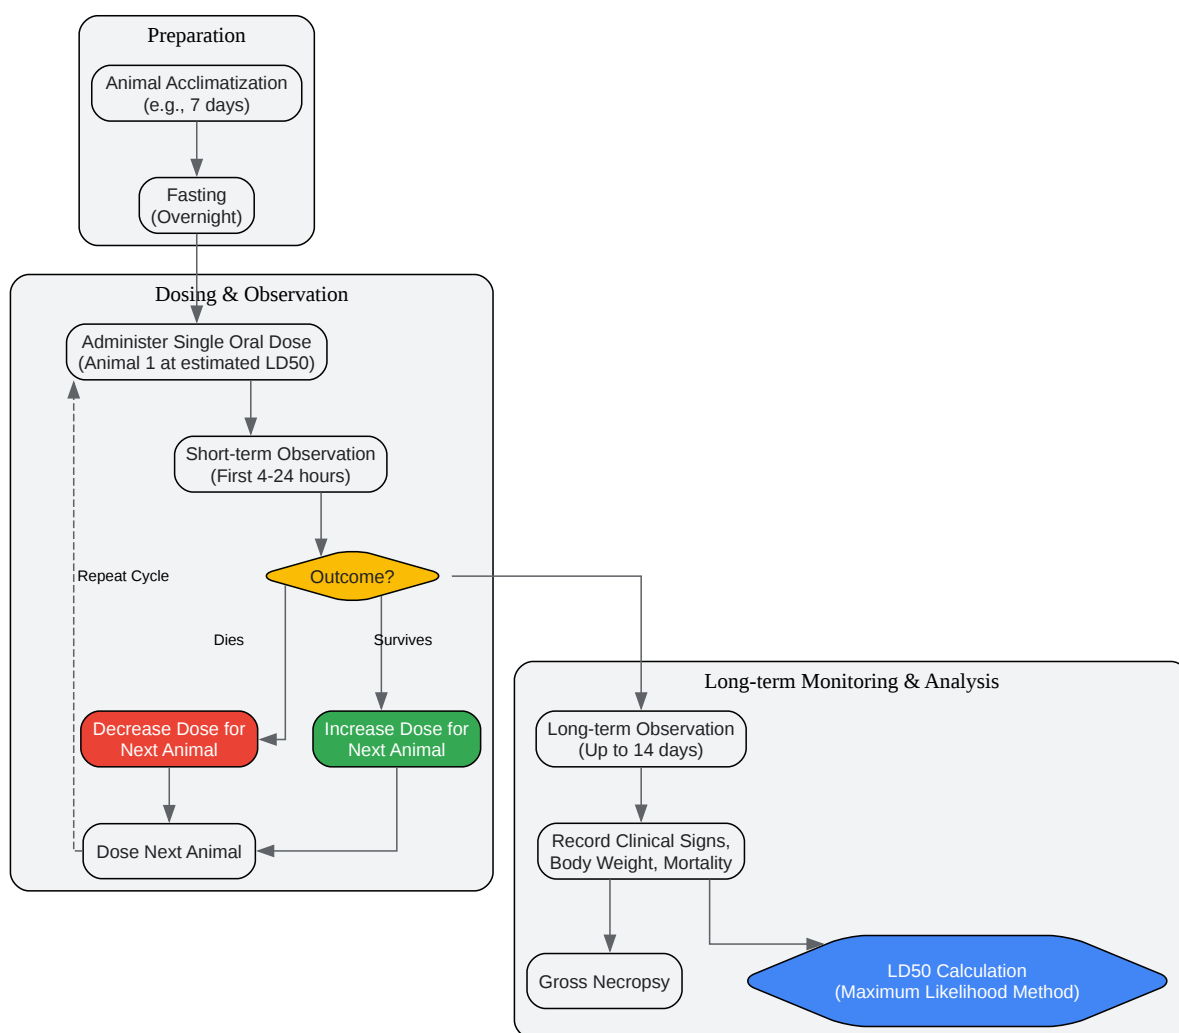 Preparation
Animal Acclimatization
(e.g., 7 days)
Fasting
(Overnight)
Dosing & Observation
Administer Single Oral Dose
(Animal 1 at estimated LD50)
Short-term Observation
(First 4-24 hours)
Repeat Cycle
Outcome?
Dies
Survives
Decrease Dose for
Next Animal
Increase Dose for
Next Animal
Dose Next Animal
Long-term Monitoring & Analysis
Long-term Observation
(Up to 14 days)
Record Clinical Signs,
Body Weight, Mortality
Gross Necropsy
LD50 Calculation
(Maximum Likelihood Method)